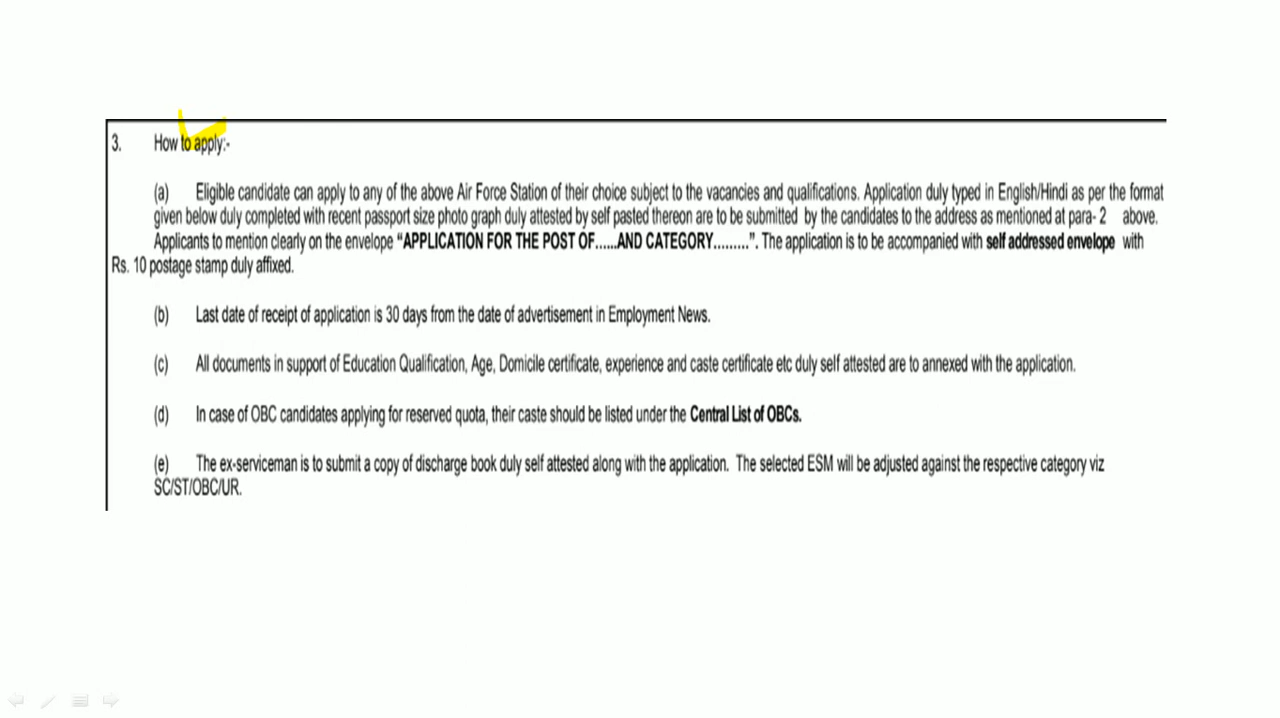 3. How to apply:-
(a) Eligible candidate can apply to any of the above Air Force Station of their choice subject to the vacancies and qualifications. Application duly typed in English/Hindi as per the format
given below duly completed with recent passport size photo graph duly attested by self pasted thereon are to be submitted by the candidates to the address as mentioned at para- 2 above.
Applicants to mention clearly on the envelope “APPLICATION FOR THE POST OF......AND CATEGORY.........”. The application is to be accompanied with self addressed envelope with
Rs. 10 postage stamp duly affixed.
(b) Last date of receipt of application is 30 days from the date of advertisement in Employment News.
(c) All documents in support of Education Qualification, Age, Domicile certificate, experience and caste certificate etc duly self attested are to annexed with the application.
(d) In case of OBC candidates applying for reserved quota, their caste should be listed under the Central List of OBCs.
(e) The ex-serviceman is to submit a copy of discharge book duly self attested along with the application. The selected ESM will be adjusted against the respective category viz
SC/ST/OBC/UR.